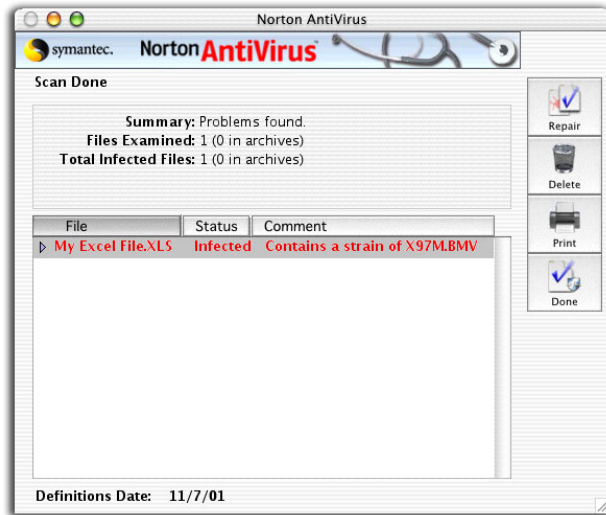 Norton AntiVirus
symantec. Norton AntiVirus
Scan Done
Summary: Problems found.
Files Examined: 1 (0 in archives)
Total Infected Files: 1 (0 in archives)
File Status Comment
My Excel File.XLS Infected Contains a strain of X97M.BMV
Repair
Delete
Print
Done
Definitions Date: 11/7/01